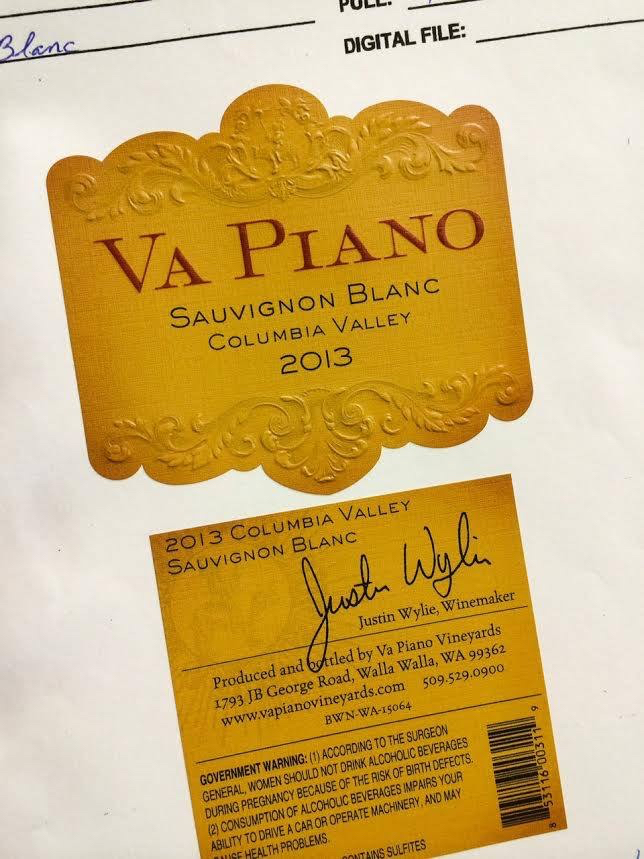 PULL:
Blanc
DIGITAL FILE:
VA PIANO
SAUVIGNON BLANC
COLUMBIA VALLEY
2013
2013 COLUMBIA VALLEY
SAUVIGNON BLANC
Justin Wylie
Justin Wylie, Winemaker
Produced and bottled by Va Piano Vineyards
1793 JB George Road, Walla Walla, WA 99362
www.vapianovineyards.com 509.529.0900
BWN-WA-15064
GOVERNMENT WARNING: (1) ACCORDING TO THE SURGEON
GENERAL, WOMEN SHOULD NOT DRINK ALCOHOLIC BEVERAGES
DURING PREGNANCY BECAUSE OF THE RISK OF BIRTH DEFECTS.
(2) CONSUMPTION OF ALCOHOLIC BEVERAGES IMPAIRS YOUR
ABILITY TO DRIVE A CAR OR OPERATE MACHINERY, AND MAY
CAUSE HEALTH PROBLEMS.
CONTAINS SULFITES
8 53116 00311 9